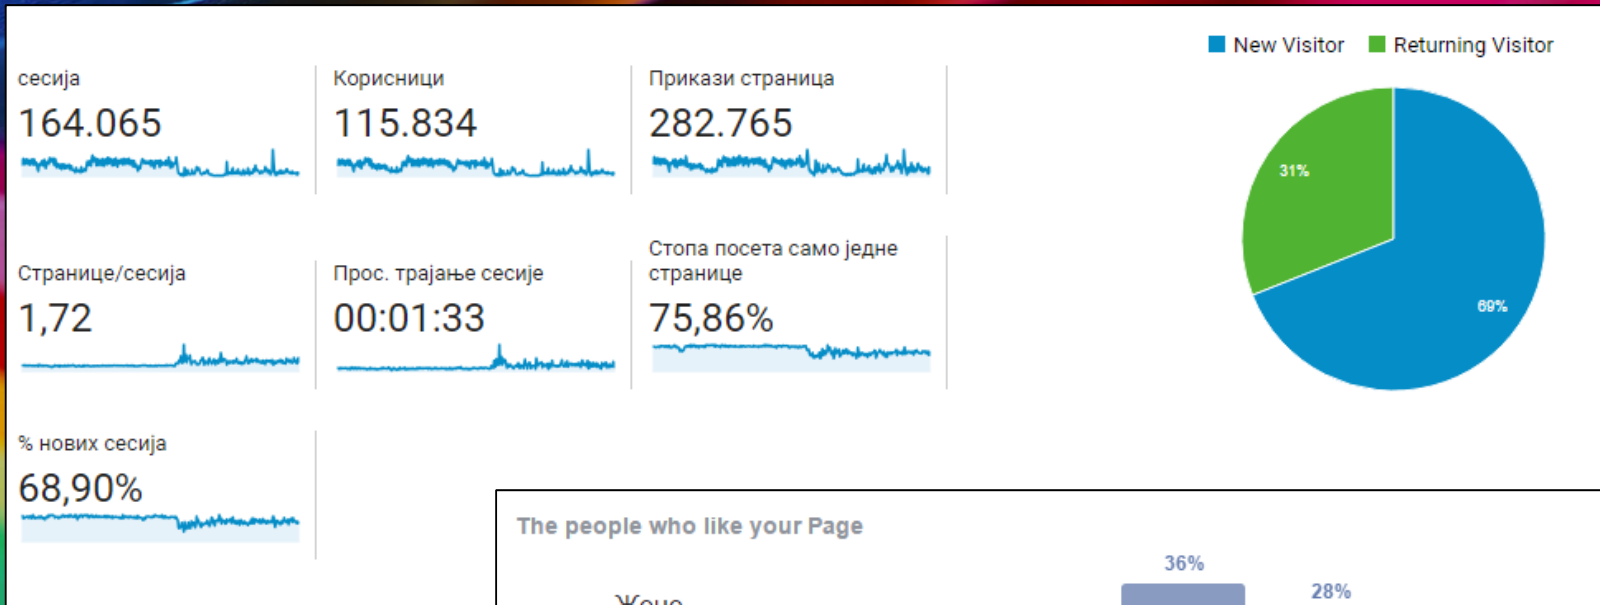 New Visitor
Returning Visitor
сесија
164.065
Корисници
115.834
Прикази страница
282.765
31%
69%
Странице/сесија
1,72
Прос. трајање сесије
00:01:33
Стопа посета само једне
странице
75,86%
% нових сесија
68,90%
The people who like your Page
36%
28%
Жене